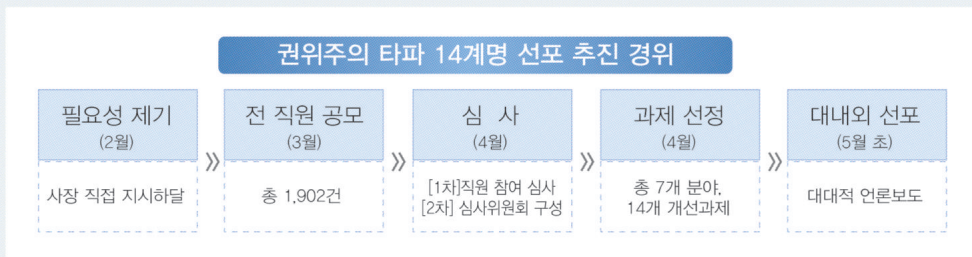 권위주의 타파 14계명 선포 추진 경위
필요성 제기
(2월)
사장 직접 지시하달
»
전 직원 공모
(3월)
총 1,902건
»
심 사
(4월)
[1차]직원 참여 심사
[2차] 심사위원회 구성
»
과제 선정
(4월)
총 7개 분야,
14개 개선과제
»
대내외 선포
(5월 초)
대대적 언론보도